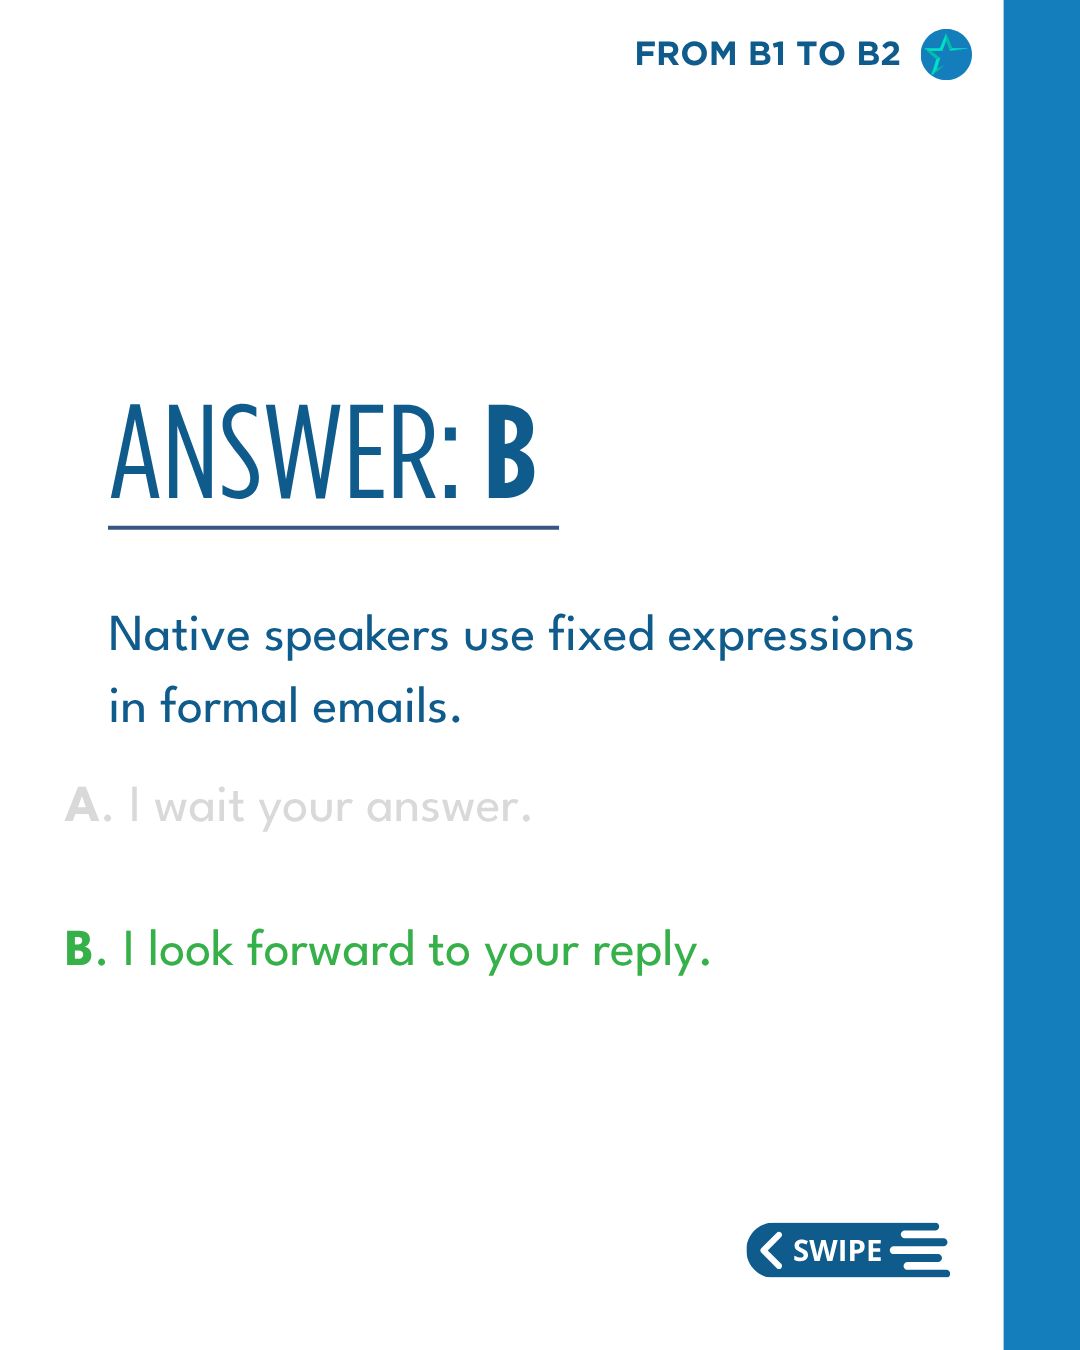 FROM B1 TO B2
ANSWER: B
Native speakers use fixed expressions
in formal emails.
A. I wait your answer.
B. I look forward to your reply.
SWIPE